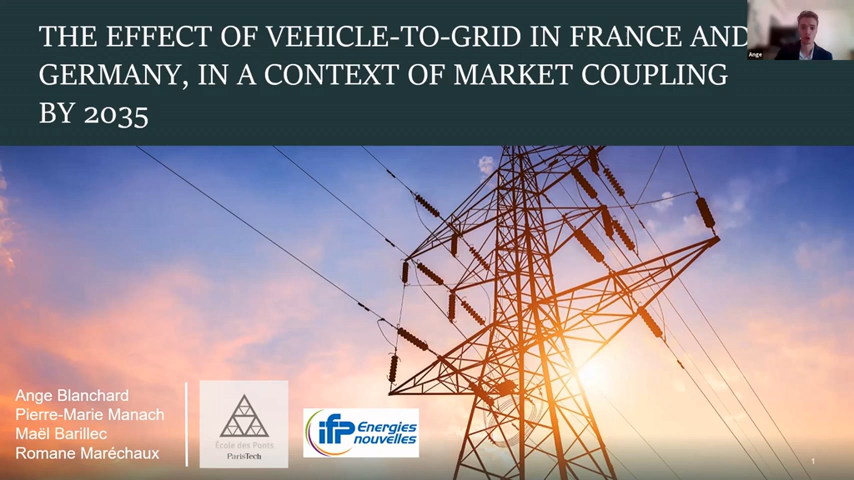 THE EFFECT OF VEHICLE-TO-GRID IN FRANCE AND
GERMANY, IN A CONTEXT OF MARKET COUPLING
BY 2035
Ange
Ange Blanchard
Pierre-Marie Manach
Maël Barillec
Romane Maréchaux
École des Ponts
ParisTech
ifp Energies
nouvelles
1